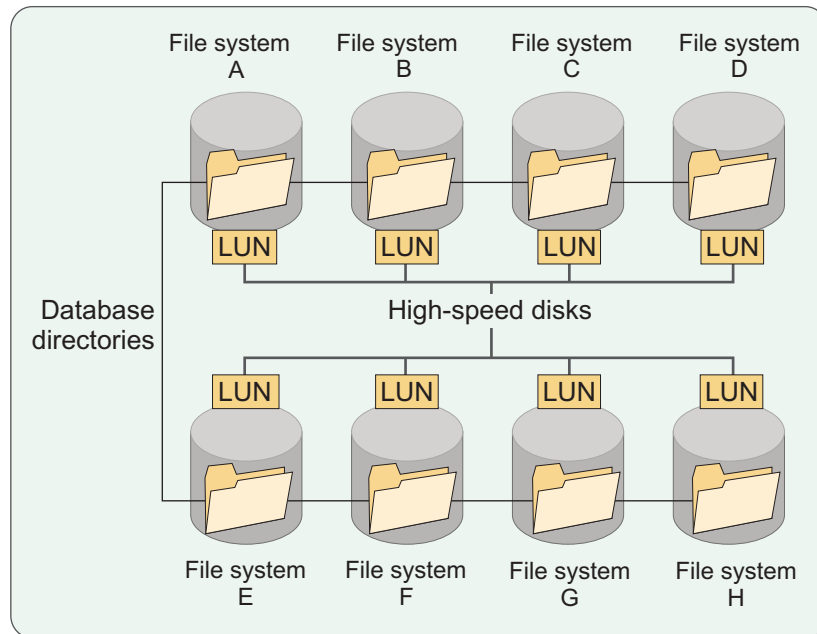 File system
A
File system
B
File system
C
File system
D
LUN
LUN
LUN
LUN
Database
directories
High-speed disks
LUN
LUN
LUN
LUN
File system
E
File system
F
File system
G
File system
H